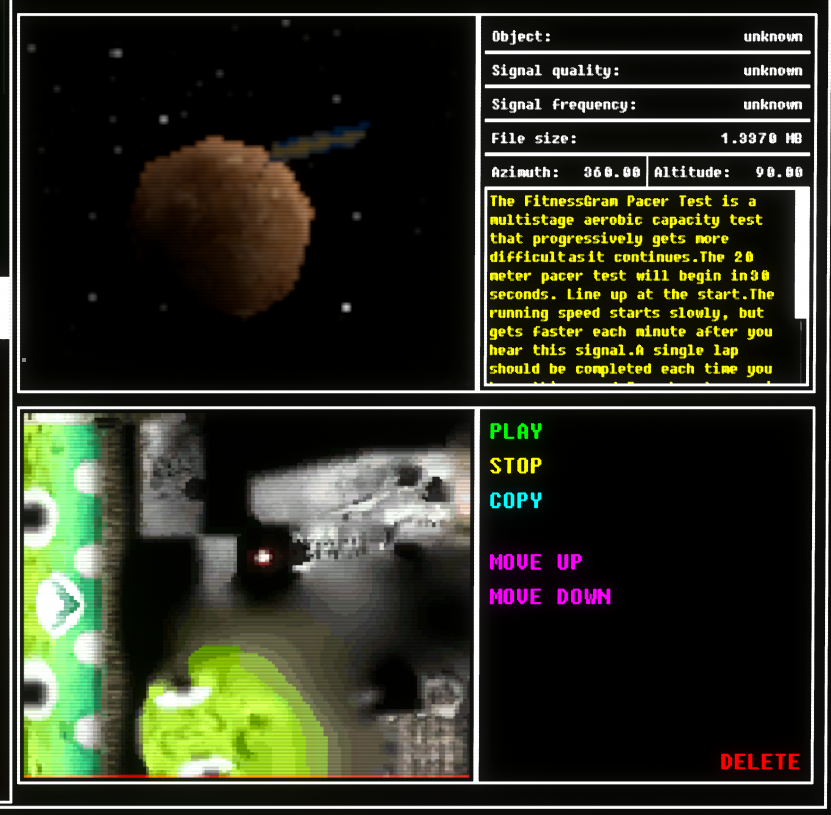 Object: unknown
Signal quality: unknown
Signal frequency: unknown
File size: 1.3370 MB
Azimuth: 360.00 Altitude: 90.00
The FitnessGram Pacer Test is a
multistage aerobic capacity test
that progressively gets more
difficultasit continues.The 20
meter pacer test will begin in30
seconds. Line up at the start.The
running speed starts slowly, but
gets faster each minute after you
hear this signal.A single lap
should be completed each time you
PLAY
STOP
COPY
MOVE UP
MOVE DOWN
DELETE